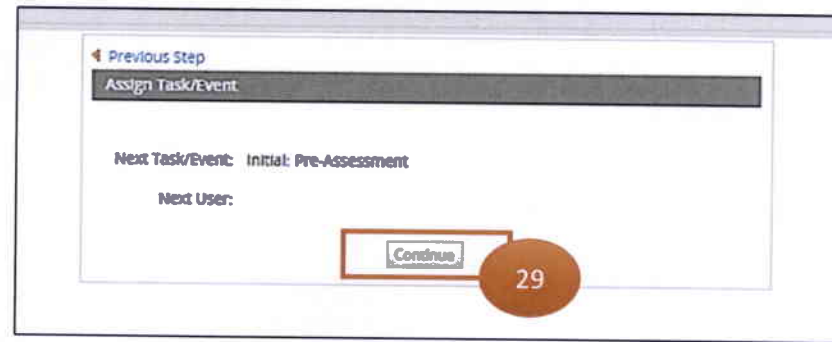 Previous Step
Assign Task/Event
Next Task/Event: Initial: Pre-Assessment
Next User:
Continue
29